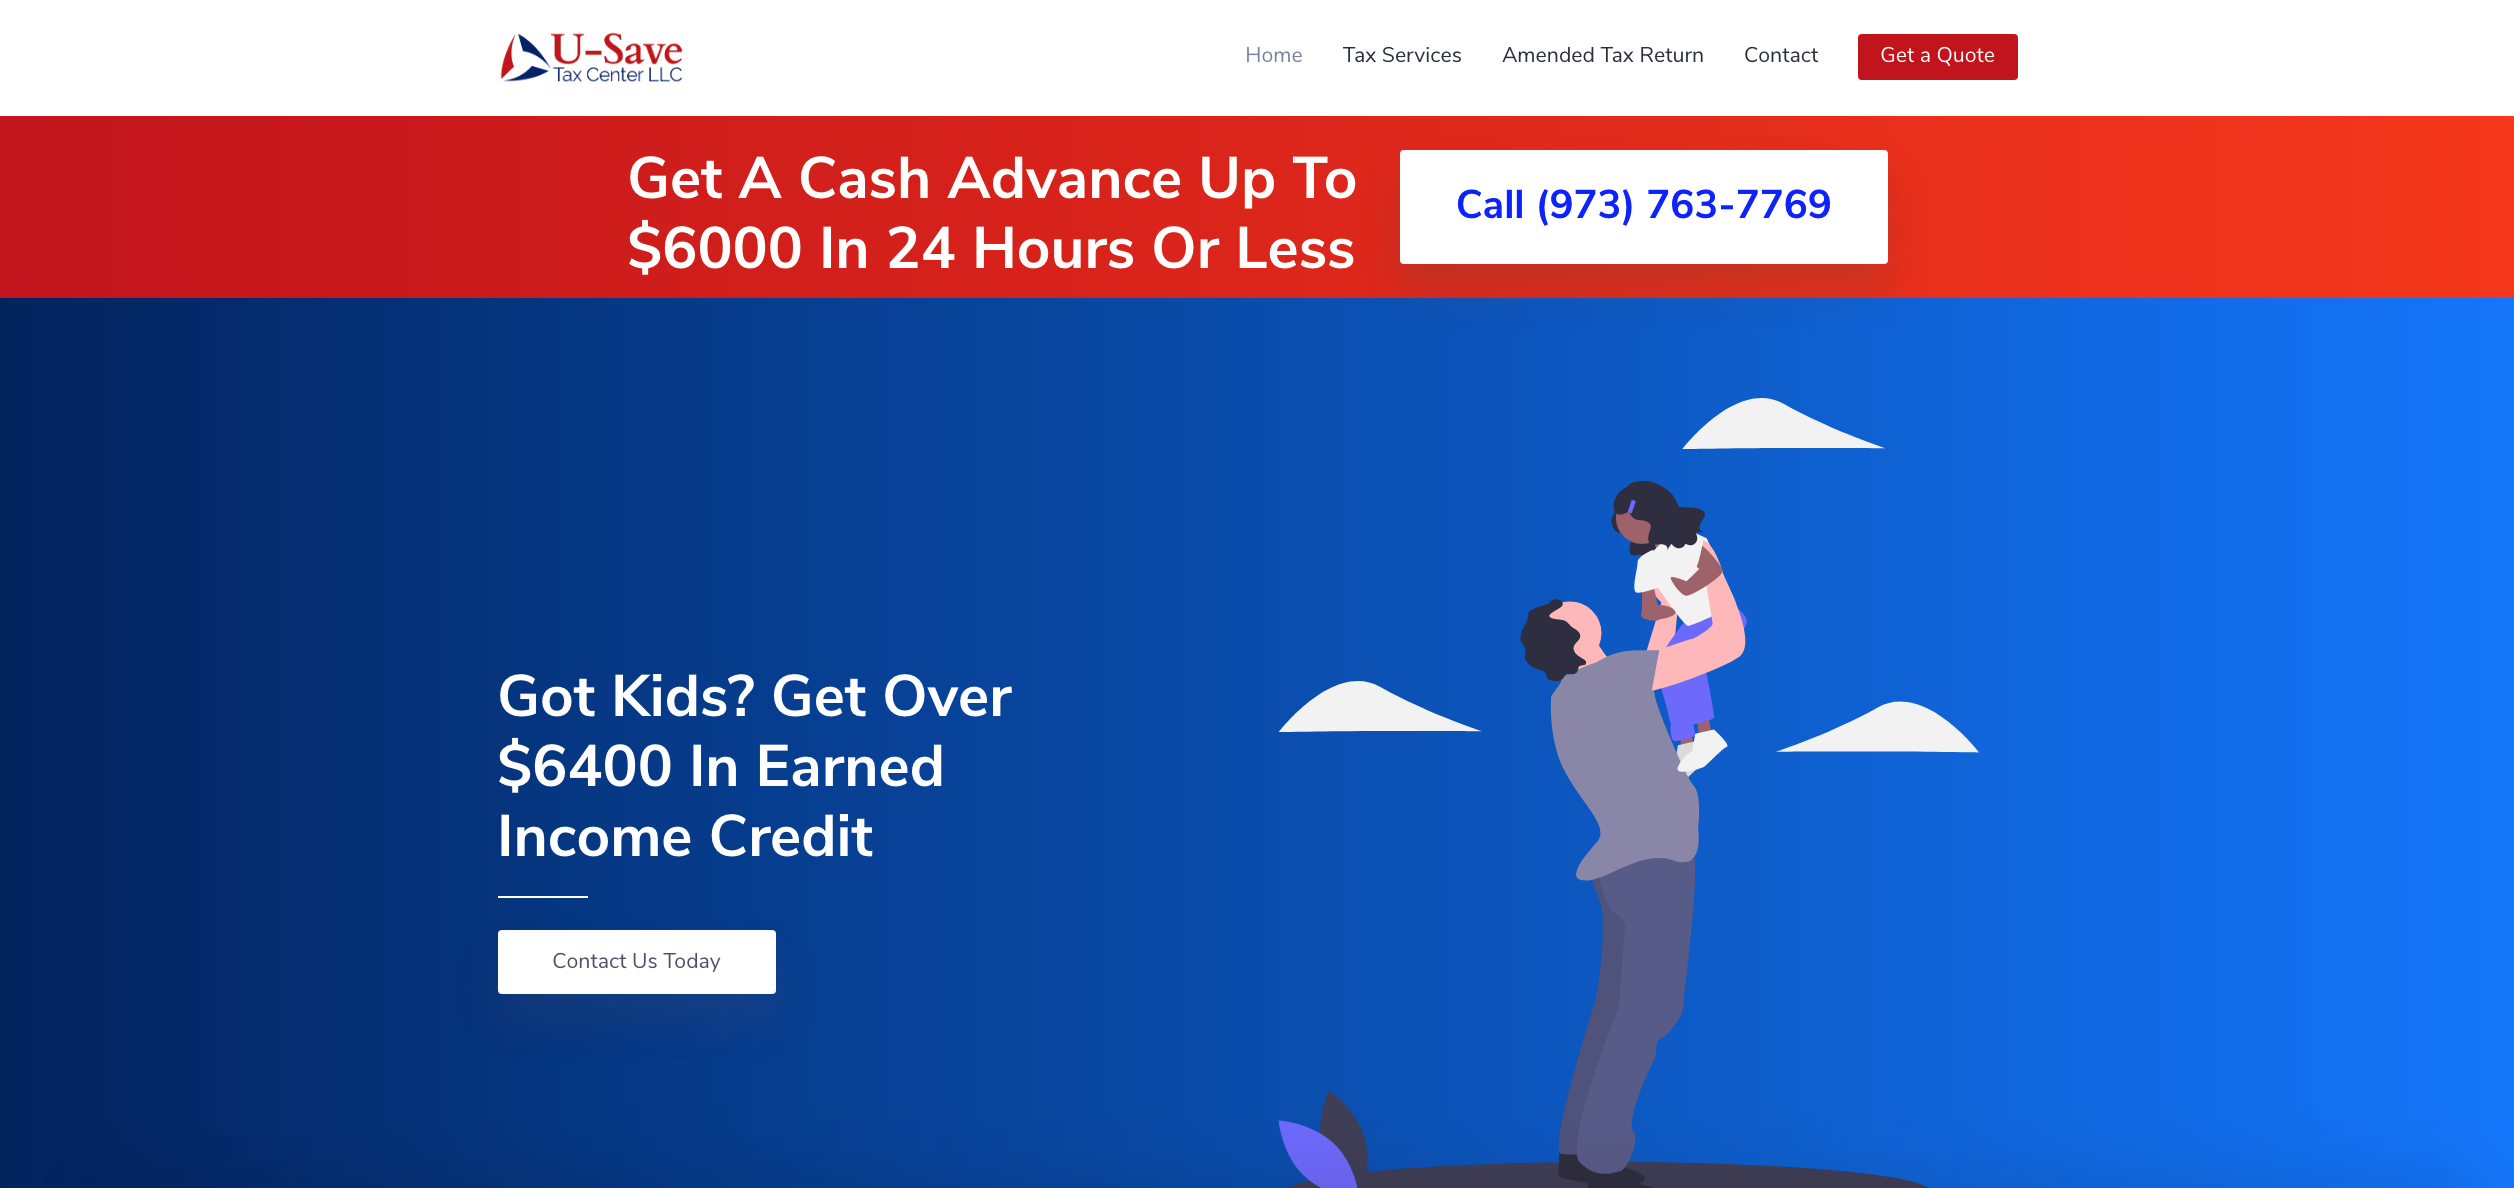 U-Save
Tax Center LLC
Home
Tax Services
Amended Tax Return
Contact
Get a Quote
Get A Cash Advance Up To
$6000 In 24 Hours Or Less
Call (973) 763-7769
Got Kids? Get Over
$6400 In Earned
Income Credit
Contact Us Today